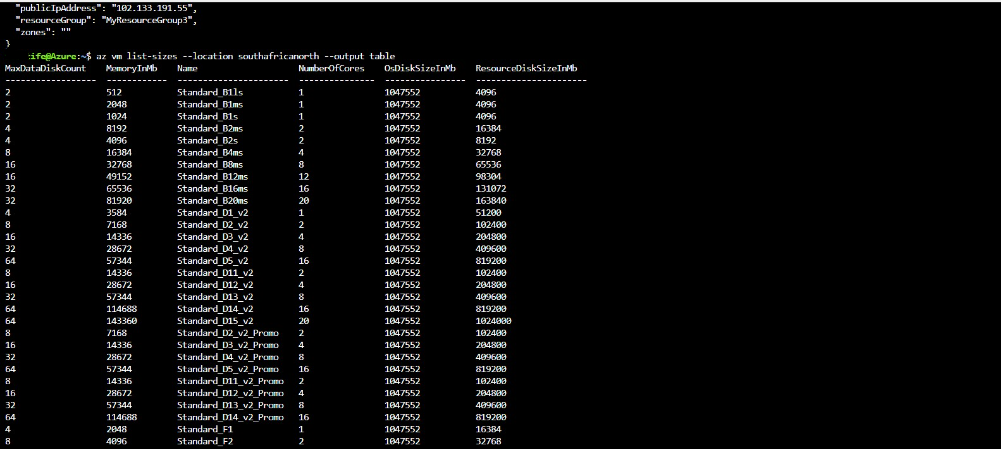 "publicIpAddress": "102.133.191.55",
"resourceGroup": "MyResourceGroup3",
"zones": ""
}
ife@Azure:~$ az vm list-sizes --location southafricanorth --output table
MaxDataDiskCount MemoryInMb Name NumberOfCores OsDiskSizeInMb ResourceDiskSizeInMb
------------------ ------------ ---------------------- --------------- ---------------- ----------------------
2 512 Standard_B1ls 1 1047552 4096
2 2048 Standard_B1ms 1 1047552 4096
2 1024 Standard_B1s 1 1047552 4096
4 8192 Standard_B2ms 2 1047552 16384
4 4096 Standard_B2s 2 1047552 8192
8 16384 Standard_B4ms 4 1047552 32768
16 32768 Standard_B8ms 8 1047552 65536
16 49152 Standard_B12ms 12 1047552 98304
32 65536 Standard_B16ms 16 1047552 131072
32 81920 Standard_B20ms 20 1047552 163840
4 3584 Standard_D1_v2 1 1047552 51200
8 7168 Standard_D2_v2 2 1047552 102400
16 14336 Standard_D3_v2 4 1047552 204800
32 28672 Standard_D4_v2 8 1047552 409600
64 57344 Standard_D5_v2 16 1047552 819200
8 14336 Standard_D11_v2 2 1047552 102400
16 28672 Standard_D12_v2 4 1047552 204800
32 57344 Standard_D13_v2 8 1047552 409600
64 114688 Standard_D14_v2 16 1047552 819200
64 143360 Standard_D15_v2 20 1047552 1024000
8 7168 Standard_D2_v2_Promo 2 1047552 102400
16 14336 Standard_D3_v2_Promo 4 1047552 204800
32 28672 Standard_D4_v2_Promo 8 1047552 409600
64 57344 Standard_D5_v2_Promo 16 1047552 819200
8 14336 Standard_D11_v2_Promo 2 1047552 102400
16 28672 Standard_D12_v2_Promo 4 1047552 204800
32 57344 Standard_D13_v2_Promo 8 1047552 409600
64 114688 Standard_D14_v2_Promo 16 1047552 819200
4 2048 Standard_F1 1 1047552 16384
8 4096 Standard_F2 2 1047552 32768